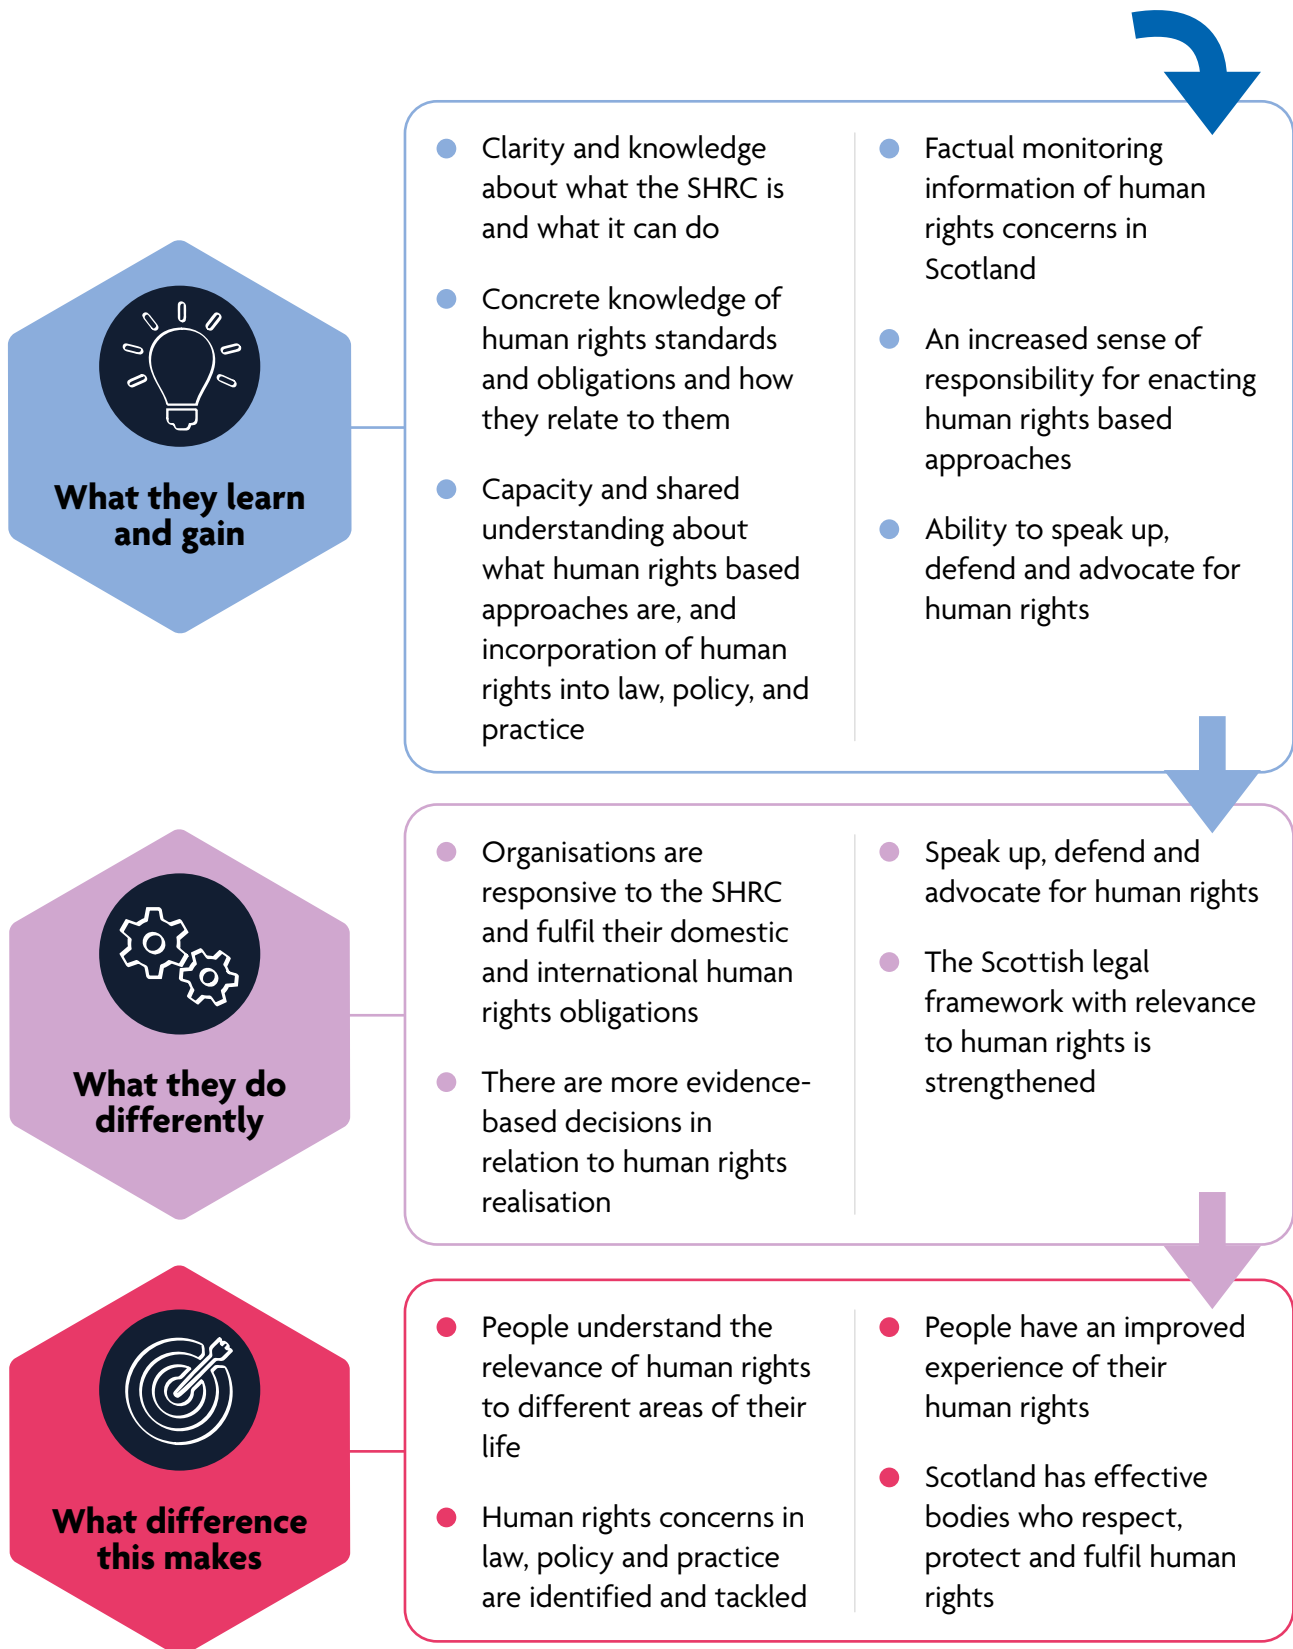 What they learn
and gain
Clarity and knowledge
about what the SHRC is
and what it can do
Concrete knowledge of
human rights standards
and obligations and how
they relate to them
Capacity and shared
understanding about
what human rights based
approaches are, and
incorporation of human
rights into law, policy, and
practice
Factual monitoring
information of human
rights concerns in
Scotland
An increased sense of
responsibility for enacting
human rights based
approaches
Ability to speak up,
defend and advocate for
human rights
What they do
differently
Organisations are
responsive to the SHRC
and fulfil their domestic
and international human
rights obligations
There are more evidence-
based decisions in
relation to human rights
realisation
Speak up, defend and
advocate for human rights
The Scottish legal
framework with relevance
to human rights is
strengthened
What difference
this makes
People understand the
relevance of human rights
to different areas of their
life
Human rights concerns in
law, policy and practice
are identified and tackled
People have an improved
experience of their
human rights
Scotland has effective
bodies who respect,
protect and fulfil human
rights